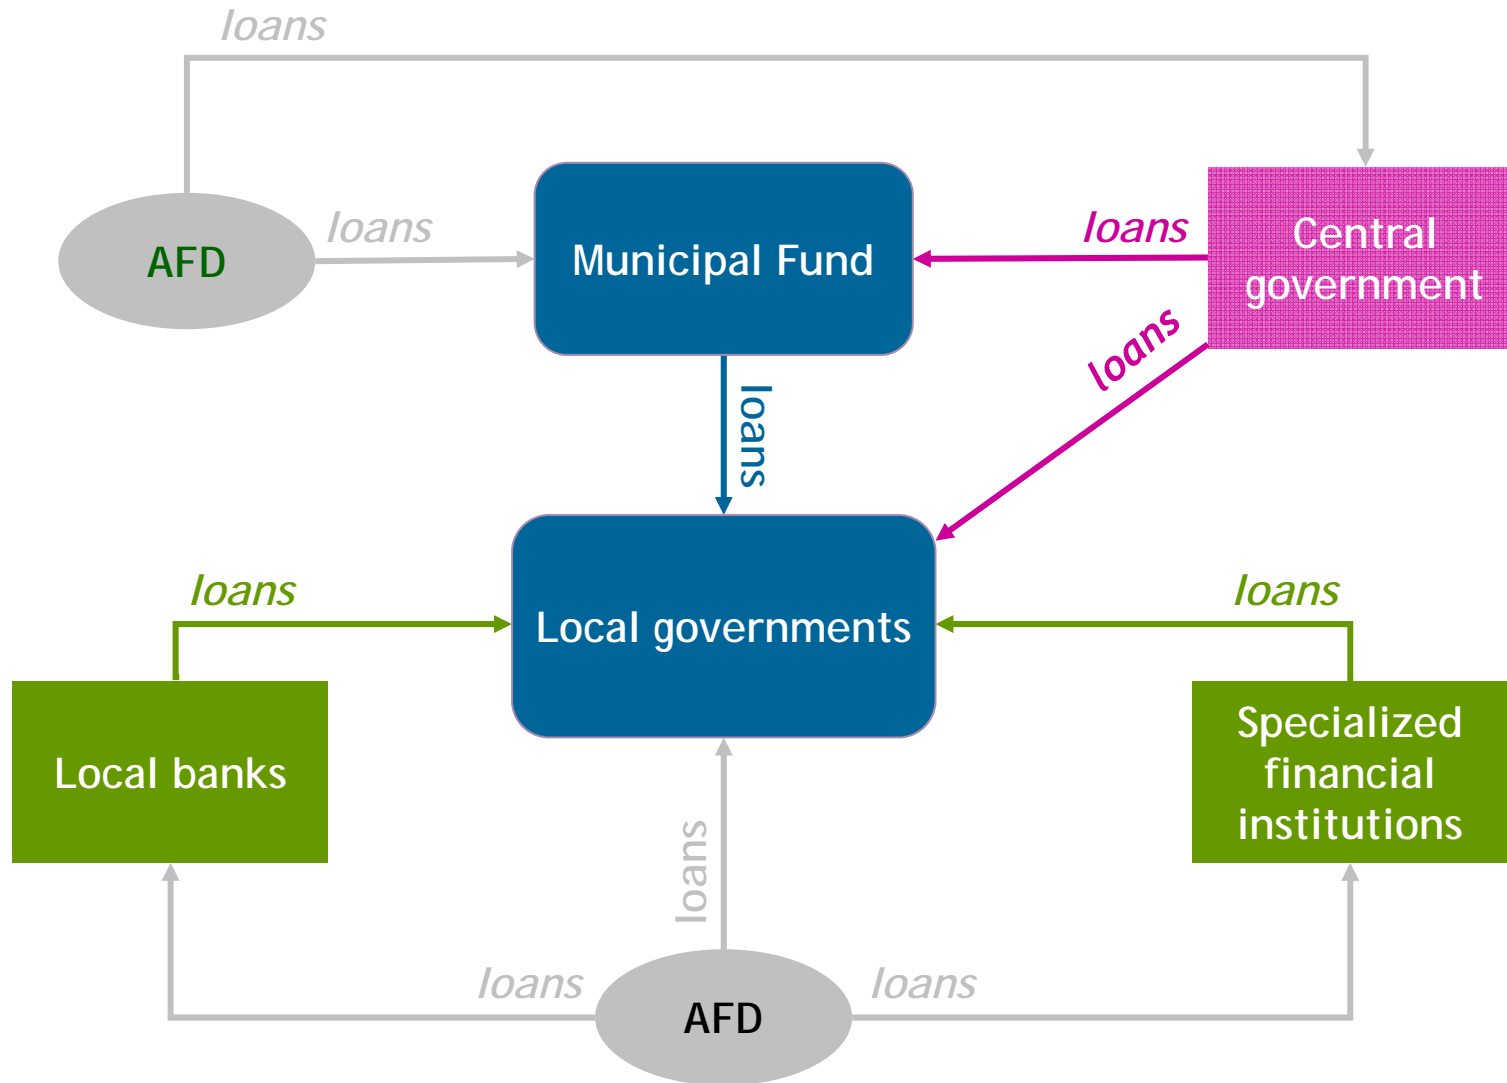 loans
AFD
loans
Municipal Fund
loans
Central
government
loans
loans
loans
Local governments
loans
Local banks
Specialized
financial
institutions
loans
loans
AFD
loans